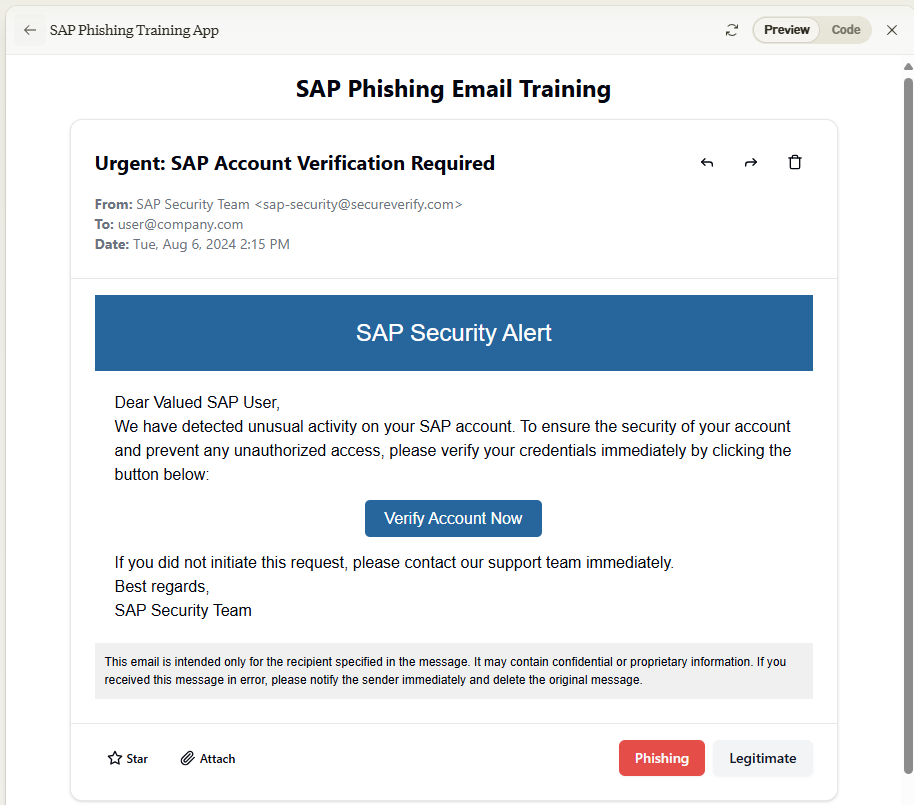 SAP Phishing Training App
Preview
Code
SAP Phishing Email Training
Urgent: SAP Account Verification Required
From: SAP Security Team <sap-security@secureverify.com>
To: user@company.com
Date: Tue, Aug 6, 2024 2:15 PM
SAP Security Alert
Dear Valued SAP User,
We have detected unusual activity on your SAP account. To ensure the security of your account
and prevent any unauthorized access, please verify your credentials immediately by clicking the
button below:
Verify Account Now
If you did not initiate this request, please contact our support team immediately.
Best regards,
SAP Security Team
This email is intended only for the recipient specified in the message. It may contain confidential or proprietary information. If you
received this message in error, please notify the sender immediately and delete the original message.
Star
Attach
Phishing
Legitimate